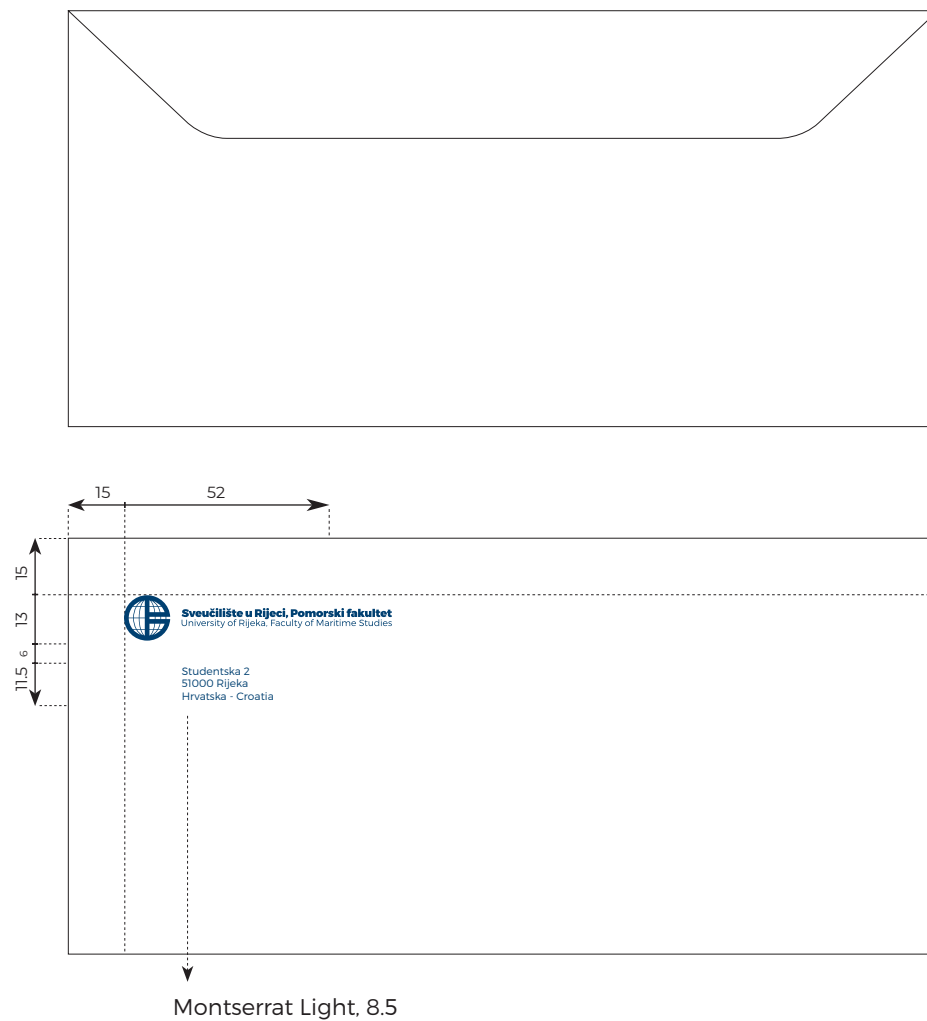 15
52
15
13
6
11.5
Sveučilište u Rijeci, Pomorski fakultet
University of Rijeka, Faculty of Maritime Studies
Studentska 2
51000 Rijeka
Hrvatska - Croatia
Montserrat Light, 8.5